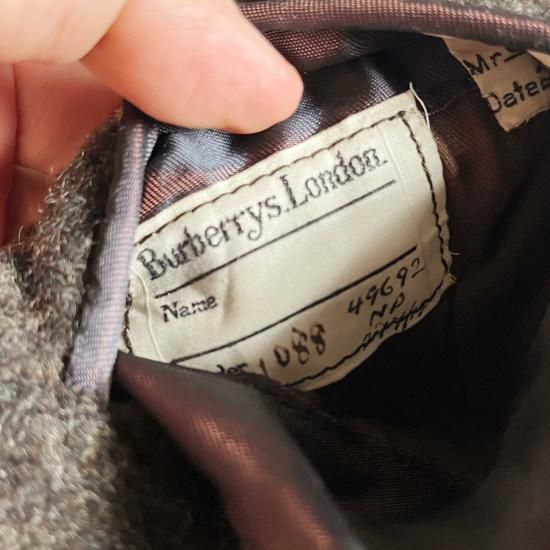 Burberrys. London.
Name
49692
NP
1088
Mr
Date